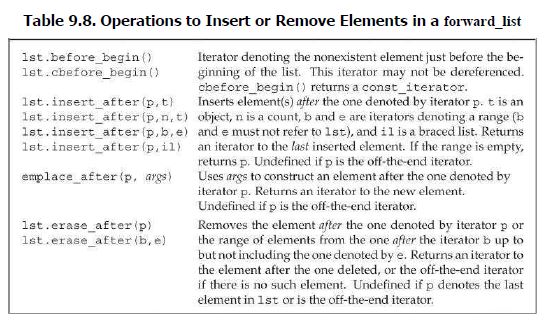 Table 9.8. Operations to Insert or Remove Elements in a forward_list
lst.before_begin() Iterator denoting the nonexistent element just before the be-
lst.cbefore_begin() ginning of the list. This iterator may not be dereferenced.
cbefore_begin() returns a const_iterator.
lst.insert_after(p,t) Inserts element(s) after the one denoted by iterator p. t is an
lst.insert_after(p,n,t) object, n is a count, b and e are iterators denoting a range (b
lst.insert_after(p,b,e) and e must not refer to lst), and il is a braced list. Returns
lst.insert_after(p,il) an iterator to the last inserted element. If the range is empty,
returns p. Undefined if p is the off-the-end iterator.
emplace_after(p, args) Uses args to construct an element after the one denoted by
iterator p. Returns an iterator to the new element.
Undefined if p is the off-the-end iterator.
lst.erase_after(p) Removes the element after the one denoted by iterator p or
lst.erase_after(b,e) the range of elements from the one after the iterator b up to
but not including the one denoted by e. Returns an iterator to
the element after the one deleted, or the off-the-end iterator
if there is no such element. Undefined if p denotes the last
element in lst or is the off-the-end iterator.